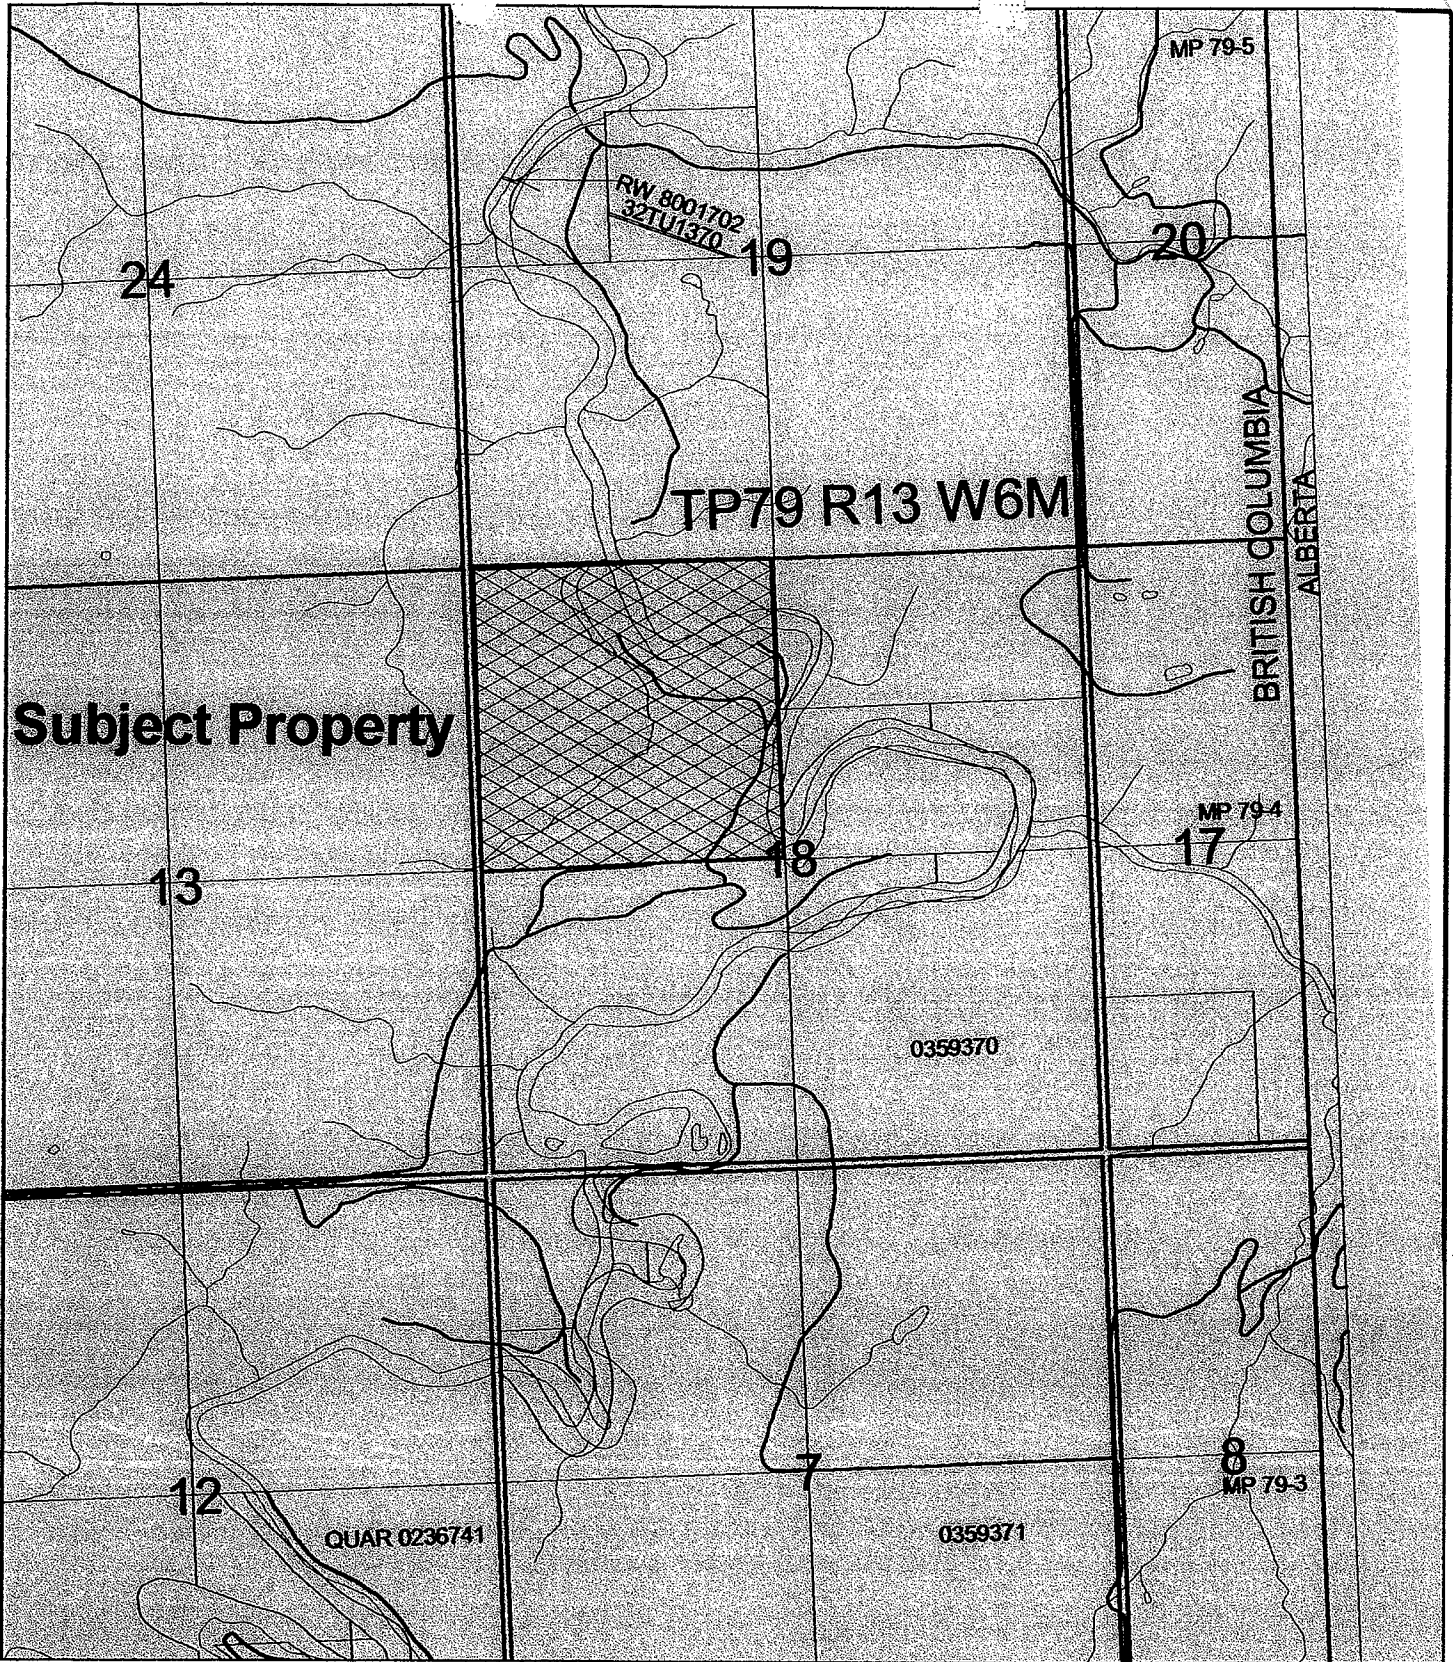 MP 79-5
RW 8001702
32TU1370
19
20
24
TP79 R13 W6M
BRITISH COLUMBIA
ALBERTA
Subject Property
MP 79-4
17
18
13
0359370
7
8
MP 79-3
12
QUAR 0236741
0359371